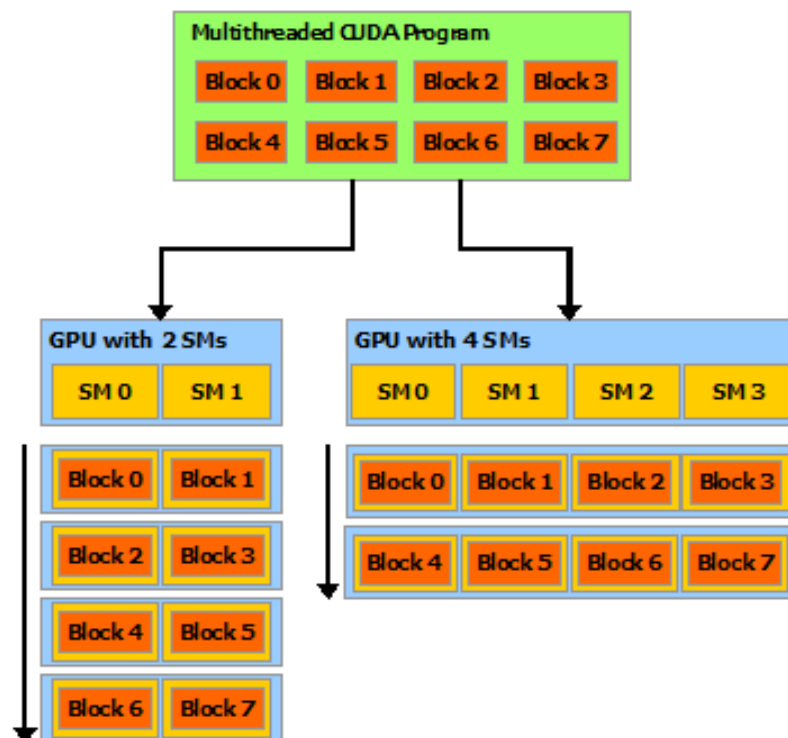 Multithreaded CUDA Program
Block 0 Block 1 Block 2 Block 3
Block 4 Block 5 Block 6 Block 7
GPU with 2 SMs
SM 0 SM 1
Block 0 Block 1
Block 2 Block 3
Block 4 Block 5
Block 6 Block 7
GPU with 4 SMs
SM 0 SM 1 SM 2 SM 3
Block 0 Block 1 Block 2 Block 3
Block 4 Block 5 Block 6 Block 7